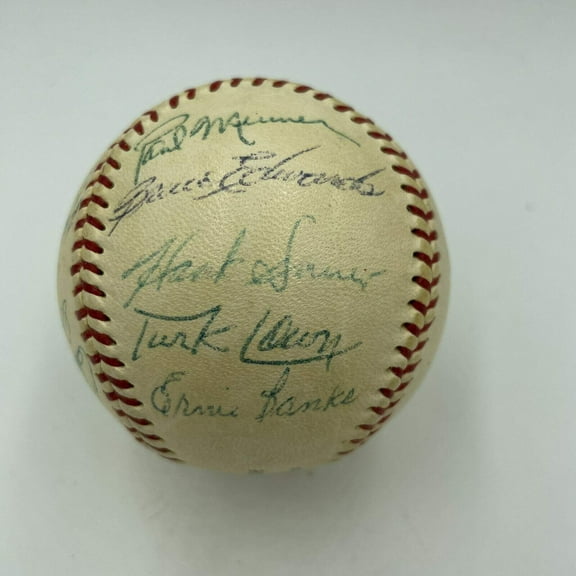 Paul Minner
Bruce Edwards
Hank Sauer
Turk Lown
Ernie Banks